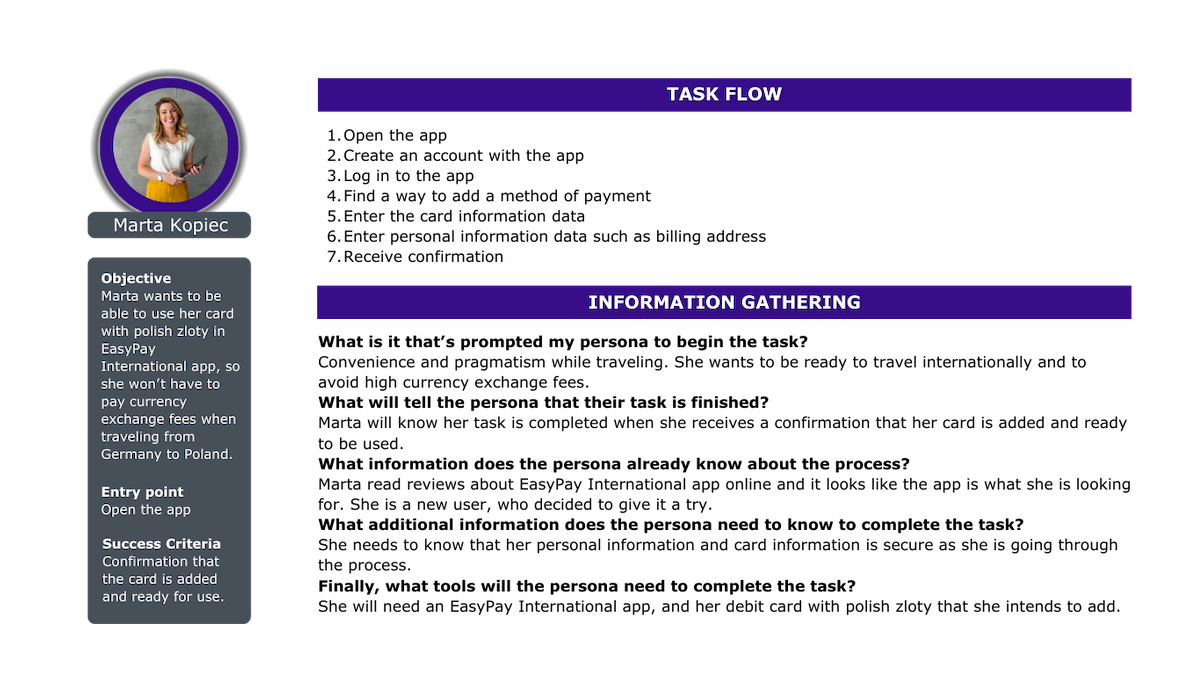 Marta Kopiec
Objective
Marta wants to be
able to use her card
with polish zloty in
EasyPay
International app, so
she won’t have to
pay currency
exchange fees when
traveling from
Germany to Poland.
Entry point
Open the app
Success Criteria
Confirmation that
the card is added
and ready for use.
TASK FLOW
1. Open the app
2. Create an account with the app
3. Log in to the app
4. Find a way to add a method of payment
5. Enter the card information data
6. Enter personal information data such as billing address
7. Receive confirmation
INFORMATION GATHERING
What is it that’s prompted my persona to begin the task?
Convenience and pragmatism while traveling. She wants to be ready to travel internationally and to
avoid high currency exchange fees.
What will tell the persona that their task is finished?
Marta will know her task is completed when she receives a confirmation that her card is added and ready
to be used.
What information does the persona already know about the process?
Marta read reviews about EasyPay International app online and it looks like the app is what she is looking
for. She is a new user, who decided to give it a try.
What additional information does the persona need to know to complete the task?
She needs to know that her personal information and card information is secure as she is going through
the process.
Finally, what tools will the persona need to complete the task?
She will need an EasyPay International app, and her debit card with polish zloty that she intends to add.